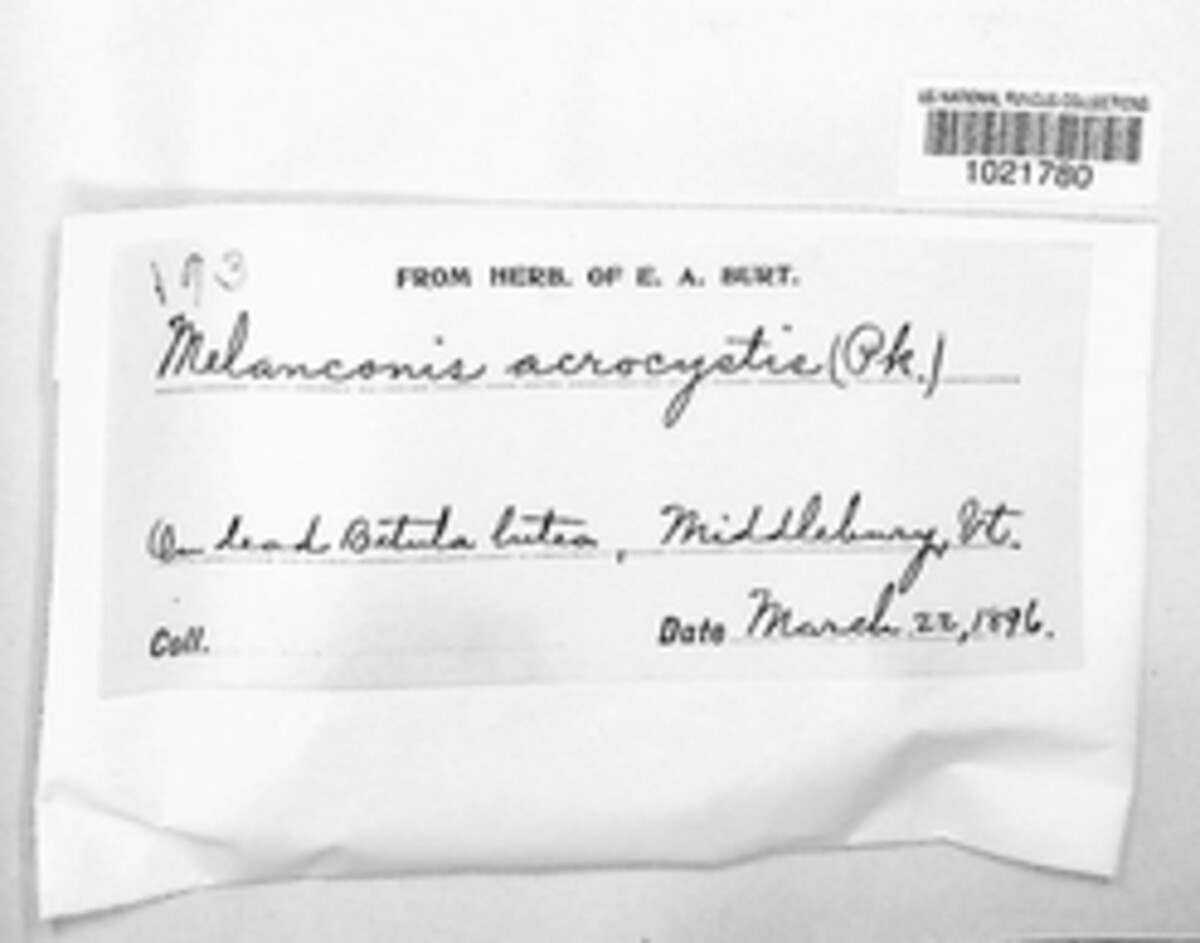 US NATIONAL FUNGUS COLLECTIONS
1021780
193
FROM HERB. OF E. A. BURT.
Melanconis acrocystis (Pk.)
On dead Betula lutea, Middlebury, Vt.
Coll. Date March 22, 1896.